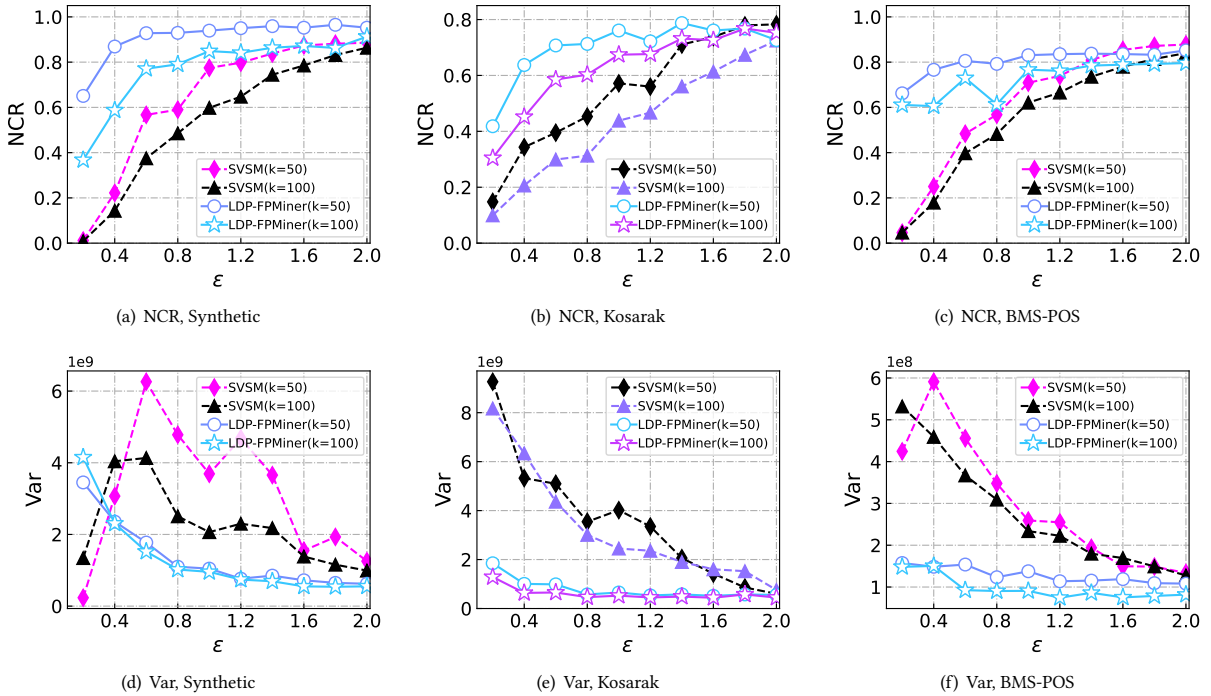 NCR
1.0
0.8
0.6
0.4
0.2
0.0
0.4 0.8 1.2 1.6 2.0
ε
SVSM(k=50)
SVSM(k=100)
LDP-FPMiner(k=50)
LDP-FPMiner(k=100)
(a) NCR, Synthetic
NCR
0.8
0.6
0.4
0.2
0.0
0.4 0.8 1.2 1.6 2.0
ε
SVSM(k=50)
SVSM(k=100)
LDP-FPMiner(k=50)
LDP-FPMiner(k=100)
(b) NCR, Kosarak
NCR
1.0
0.8
0.6
0.4
0.2
0.0
0.4 0.8 1.2 1.6 2.0
ε
SVSM(k=50)
SVSM(k=100)
LDP-FPMiner(k=50)
LDP-FPMiner(k=100)
(c) NCR, BMS-POS
1e9
Var
6
4
2
0
0.4 0.8 1.2 1.6 2.0
ε
SVSM(k=50)
SVSM(k=100)
LDP-FPMiner(k=50)
LDP-FPMiner(k=100)
(d) Var, Synthetic
1e9
Var
8
6
4
2
0
0.4 0.8 1.2 1.6 2.0
ε
SVSM(k=50)
SVSM(k=100)
LDP-FPMiner(k=50)
LDP-FPMiner(k=100)
(e) Var, Kosarak
1e8
Var
6
5
4
3
2
1
0.4 0.8 1.2 1.6 2.0
ε
SVSM(k=50)
SVSM(k=100)
LDP-FPMiner(k=50)
LDP-FPMiner(k=100)
(f) Var, BMS-POS